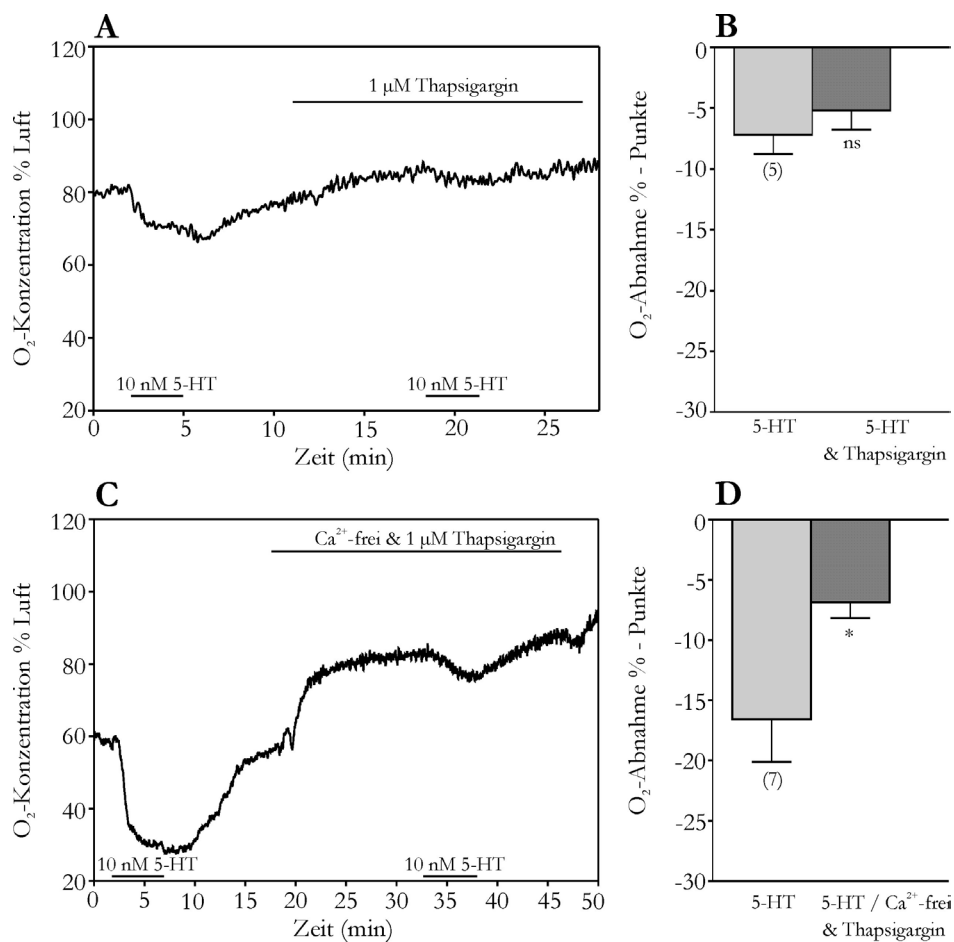 A
O₂-Konzentration % Luft
120
100
80
60
40
20
1 µM Thapsigargin
10 nM 5-HT
10 nM 5-HT
0
5
10
15
20
25
Zeit (min)
B
O₂-Abnahme % - Punkte
0
-5
-10
-15
-20
-25
-30
(5)
ns
5-HT
5-HT
& Thapsigargin
C
O₂-Konzentration % Luft
120
100
80
60
40
20
Ca²⁺-frei & 1 µM Thapsigargin
10 nM 5-HT
10 nM 5-HT
0
5
10
15
20
25
30
35
40
45
50
Zeit (min)
D
O₂-Abnahme % - Punkte
0
-5
-10
-15
-20
-25
-30
(7)
*
5-HT
5-HT / Ca²⁺-frei
& Thapsigargin